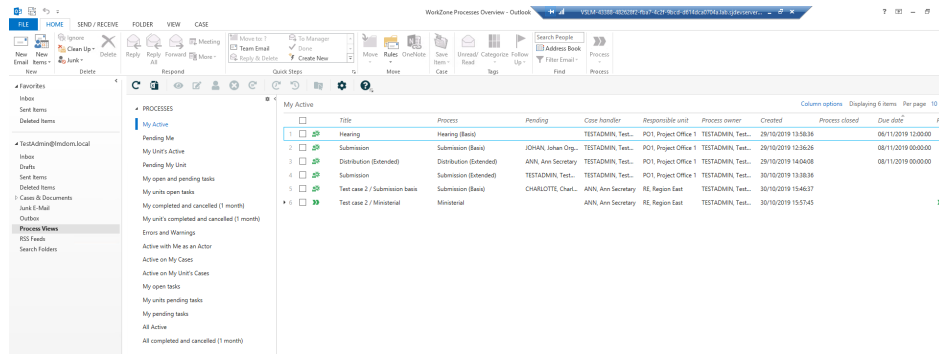 WorkZone Processes Overview - Outlook
FILE HOME SEND / RECEIVE FOLDER VIEW CASE
New Email
New Items
New
Ignore
Clean Up
Junk
Delete
Delete
Reply
Reply All
Forward
Meeting
More
Respond
Move to: ?
Team Email
Reply & Delete
To Manager
Done
Create New
Quick Steps
Move
Rules
OneNote
Move
Save Item
Case
Unread/ Read
Categorize
Follow Up
Tags
Search People
Address Book
Filter Email
Find
Process
Process
Favorites
Inbox
Sent Items
Deleted Items
TestAdmin@lmdom.local
Inbox
Drafts
Sent Items
Deleted Items
Cases & Documents
Junk E-Mail
Outbox
Process Views
RSS Feeds
Search Folders
PROCESSES
My Active
Pending Me
My Unit's Active
Pending My Unit
My open and pending tasks
My units open tasks
My completed and cancelled (1 month)
My unit's completed and cancelled (1 month)
Errors and Warnings
Active with Me as an Actor
Active on My Cases
Active on My Unit's Cases
My open tasks
My units pending tasks
My pending tasks
All Active
All completed and cancelled (1 month)
My Active Column options Displaying 6 items Per page 10
Title Process Pending Case handler Responsible unit Process owner Created Process closed Due date
1 Hearing Hearing (Basis) TESTADMIN, Test... PO1, Project Office 1 TESTADMIN, Test... 29/10/2019 13:58:36 06/11/2019 12:00:00
2 Submission Submission (Basis) JOHAN, Johan Org... TESTADMIN, Test... PO1, Project Office 1 TESTADMIN, Test... 29/10/2019 12:36:26 08/11/2019 00:00:00
3 Distribution (Extended) Distribution (Extended) ANN, Ann Secretary TESTADMIN, Test... PO1, Project Office 1 TESTADMIN, Test... 29/10/2019 14:04:08 08/11/2019 00:00:00
4 Submission Submission (Extended) TESTADMIN, Test... TESTADMIN, Test... PO1, Project Office 1 TESTADMIN, Test... 30/10/2019 13:38:36
5 Test case 2 / Submission basis Submission (Basis) CHARLOTTE, Charl... ANN, Ann Secretary RE, Region East TESTADMIN, Test... 30/10/2019 15:46:37
6 Test case 2 / Ministerial Ministerial ANN, Ann Secretary RE, Region East TESTADMIN, Test... 30/10/2019 15:57:45